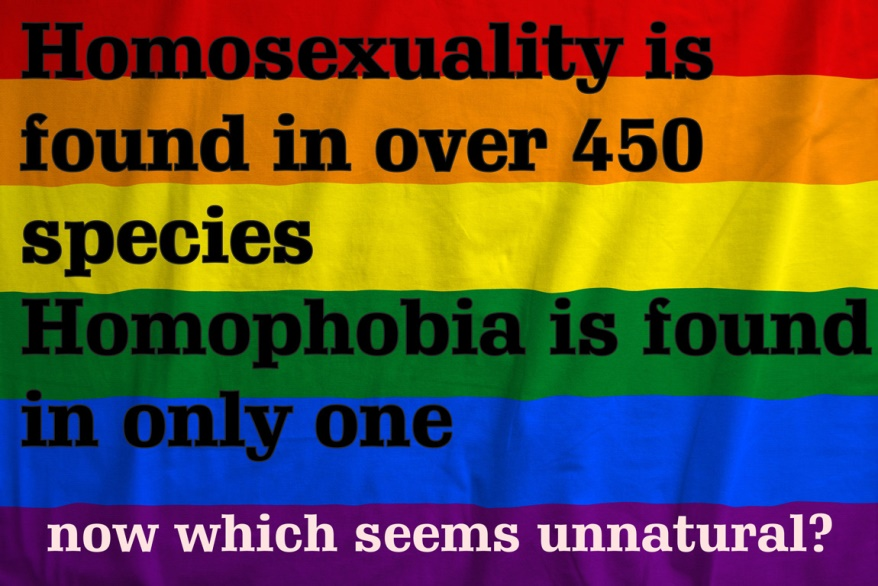 Homosexuality is
found in over 450
species
Homophobia is found
in only one
now which seems unnatural?